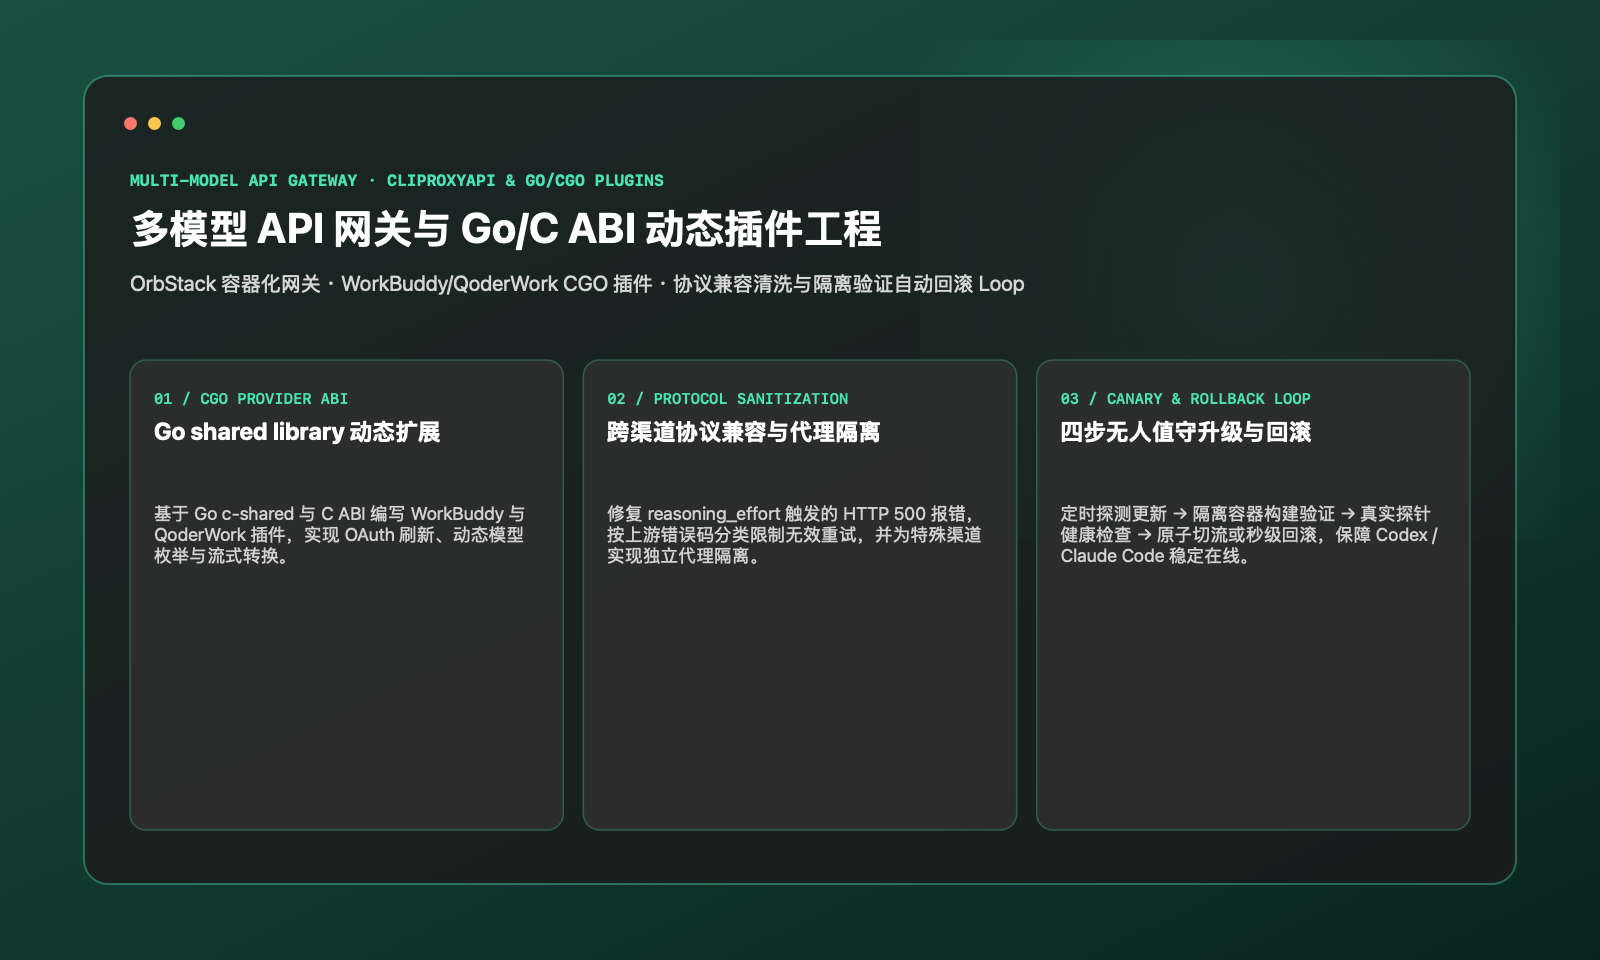 MULTI-MODEL API GATEWAY · CLIPROXYAPI & GO/CGO PLUGINS
多模型 API 网关与 Go/C ABI 动态插件工程
OrbStack 容器化网关 · WorkBuddy/QoderWork CGO 插件 · 协议兼容清洗与隔离验证自动回滚 Loop
01 / CGO PROVIDER ABI
Go shared library 动态扩展
基于 Go c-shared 与 C ABI 编写 WorkBuddy 与
QoderWork 插件，实现 OAuth 刷新、动态模型
枚举与流式转换。
02 / PROTOCOL SANITIZATION
跨渠道协议兼容与代理隔离
修复 reasoning_effort 触发的 HTTP 500 报错，
按上游错误码分类限制无效重试，并为特殊渠道
实现独立代理隔离。
03 / CANARY & ROLLBACK LOOP
四步无人值守升级与回滚
定时探测更新 → 隔离容器构建验证 → 真实探针
健康检查 → 原子切流或秒级回滚，保障 Codex /
Claude Code 稳定在线。